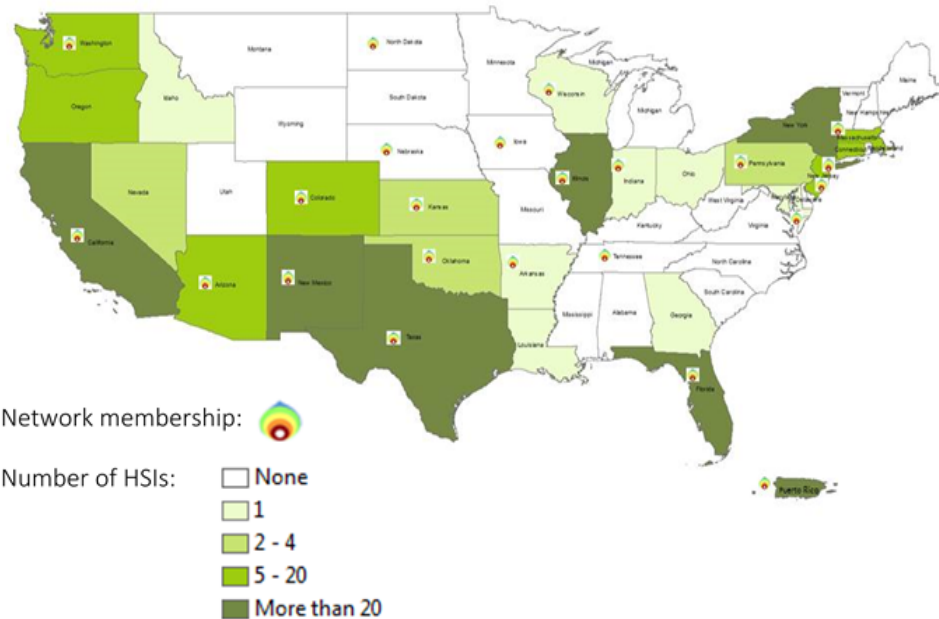 Washington
Montana
North Dakota
Minnesota
Michigan
Maine
Vermont
New Hampshire
Oregon
Idaho
South Dakota
Wisconsin
Michigan
New York
Massachusetts
Connecticut
Wyoming
Iowa
Nebraska
Pennsylvania
New Jersey
Nevada
Utah
Colorado
Kansas
Illinois
Indiana
Ohio
Missouri
West Virginia
Virginia
Kentucky
California
Arizona
New Mexico
Oklahoma
Arkansas
Tennessee
North Carolina
South Carolina
Texas
Louisiana
Mississippi
Alabama
Georgia
Florida
Puerto Rico
Network membership:
Number of HSIs:
None
1
2 - 4
5 - 20
More than 20